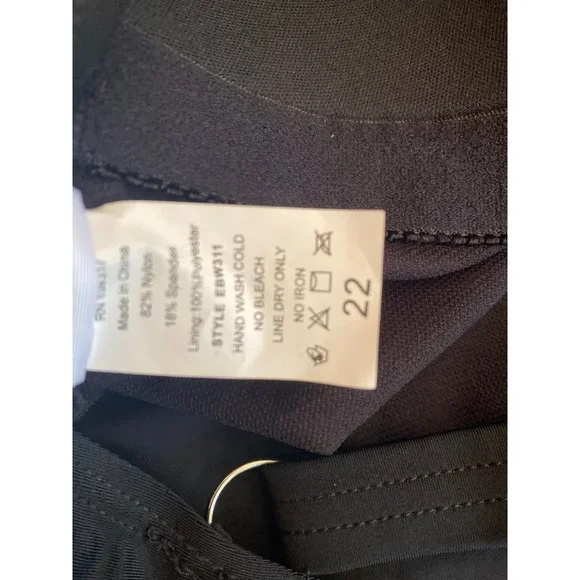 RN
Made in China
82% Nylon
18% Spandex
Lining:100%Polyester
STYLE EBW311
HAND WASH COLD
NO BLEACH
LINE DRY ONLY
NO IRON
22